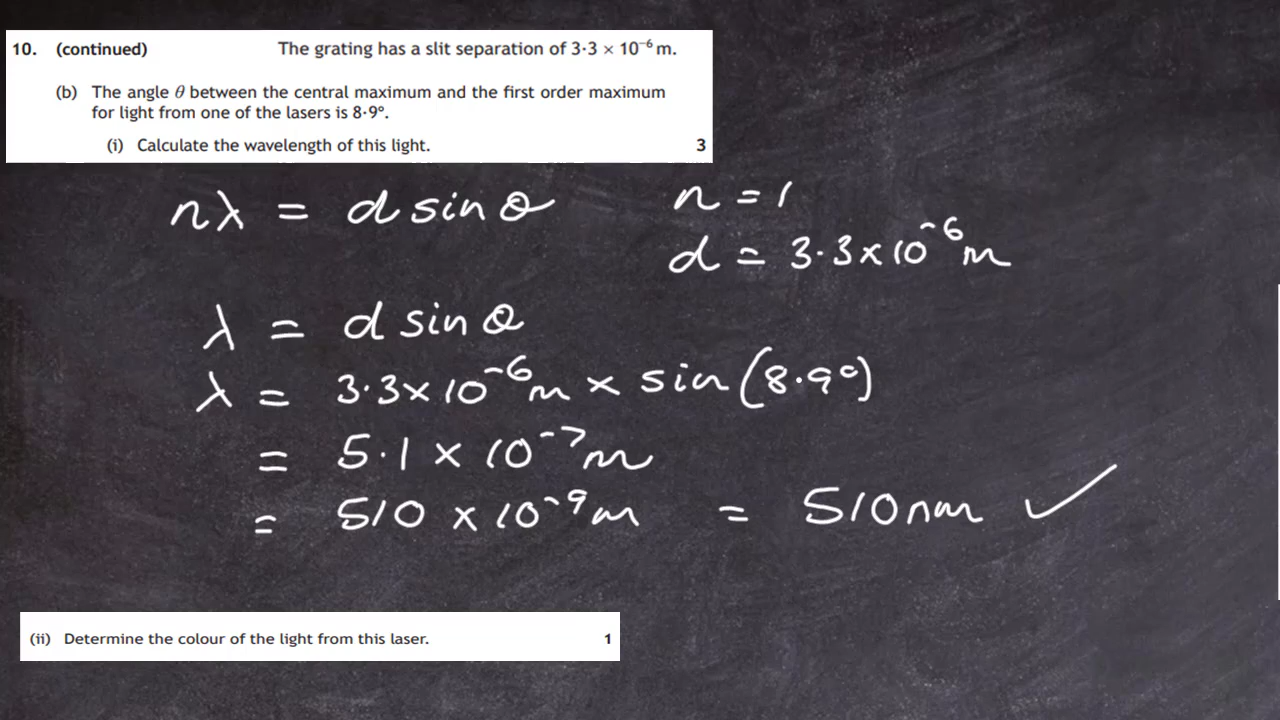 10. (continued) The grating has a slit separation of 3·3 × 10⁻⁶ m.
(b) The angle θ between the central maximum and the first order maximum
for light from one of the lasers is 8·9°.
(i) Calculate the wavelength of this light. 3
nλ = d sin θ n = 1
d = 3·3 × 10⁻⁶ m
λ = d sin θ
λ = 3·3 × 10⁻⁶ m × sin (8·9°)
= 5·1 × 10⁻⁷ m
= 510 × 10⁻⁹ m = 510 nm ✓
(ii) Determine the colour of the light from this laser. 1